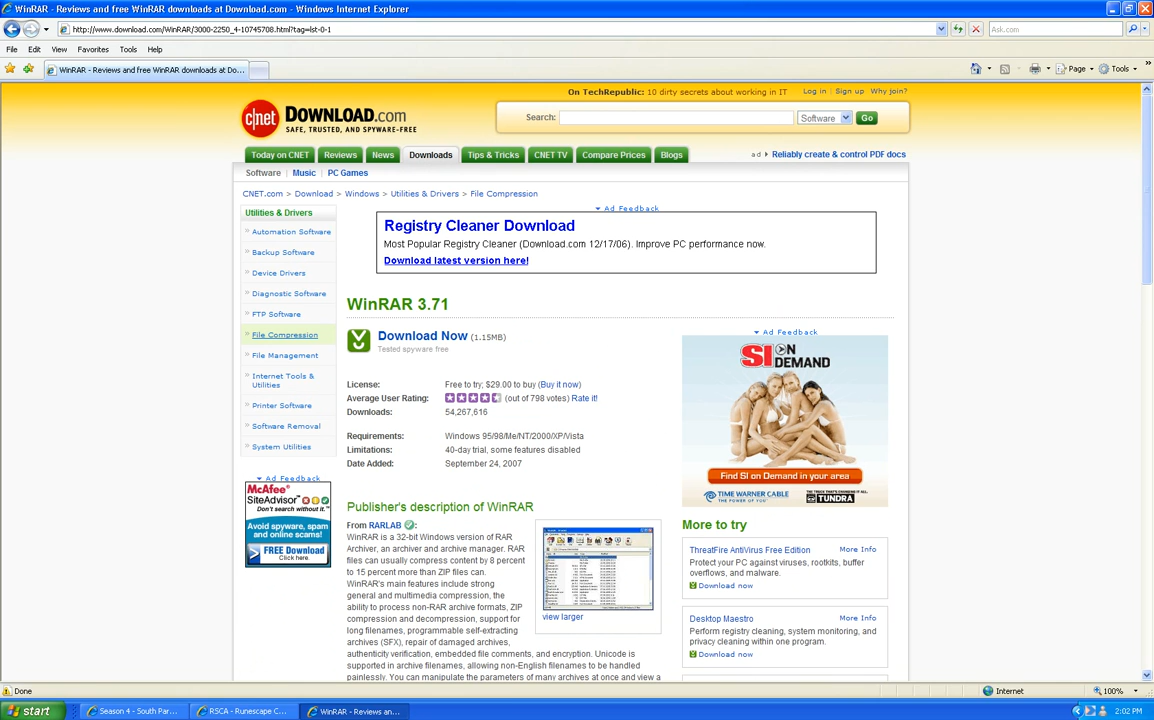 WinRAR - Reviews and free WinRAR downloads at Download.com - Windows Internet Explorer
http://www.download.com/WinRAR/3000-2250_4-10745708.html?tag=lst-0-1
Ask.com
File Edit View Favorites Tools Help
WinRAR - Reviews and free WinRAR downloads at Do...
Page Tools
On TechRepublic: 10 dirty secrets about working in IT Log in | Sign up Why join?
c|net DOWNLOAD.com
SAFE, TRUSTED, AND SPYWARE-FREE
Search: Software Go
Today on CNET Reviews News Downloads Tips & Tricks CNET TV Compare Prices Blogs
ad Reliably create & control PDF docs
Software | Music | PC Games
CNET.com > Download > Windows > Utilities & Drivers > File Compression
Utilities & Drivers
Automation Software
Backup Software
Device Drivers
Diagnostic Software
FTP Software
File Compression
File Management
Internet Tools &
Utilities
Printer Software
Software Removal
System Utilities
Ad Feedback
McAfee
SiteAdvisor
Don't search without it.
Avoid spyware, spam
and online scams!
FREE Download
Click here.
Ad Feedback
Registry Cleaner Download
Most Popular Registry Cleaner (Download.com 12/17/06). Improve PC performance now.
Download latest version here!
WinRAR 3.71
Download Now (1.15MB)
Tested spyware free
License: Free to try; $29.00 to buy (Buy it now)
Average User Rating: (out of 798 votes) Rate it!
Downloads: 54,267,616
Requirements: Windows 95/98/Me/NT/2000/XP/Vista
Limitations: 40-day trial, some features disabled
Date Added: September 24, 2007
Publisher's description of WinRAR
From RARLAB :
WinRAR is a 32-bit Windows version of RAR
Archiver, an archiver and archive manager. RAR
files can usually compress content by 8 percent
to 15 percent more than ZIP files can.
WinRAR's main features include strong
general and multimedia compression, the
ability to process non-RAR archive formats, ZIP
compression and decompression, support for
long filenames, programmable self-extracting
archives (SFX), repair of damaged archives,
authenticity verification, embedded file comments, and encryption. Unicode is
supported in archive filenames, allowing non-English filenames to be handled
painlessly. You can manipulate the parameters of many archives at once and view a
view larger
Ad Feedback
SI ON
DEMAND
Find SI on Demand in your area
TIME WARNER CABLE
THE POWER OF YOU
TUNDRA
More to try
ThreatFire AntiVirus Free Edition More Info
Protect your PC against viruses, rootkits, buffer
overflows, and malware.
Download now
Desktop Maestro More Info
Perform registry cleaning, system monitoring, and
privacy cleaning within one program.
Download now
Done Internet 100%
start Season 4 - South Par... RSCA - Runescape C... WinRAR - Reviews an... 2:02 PM